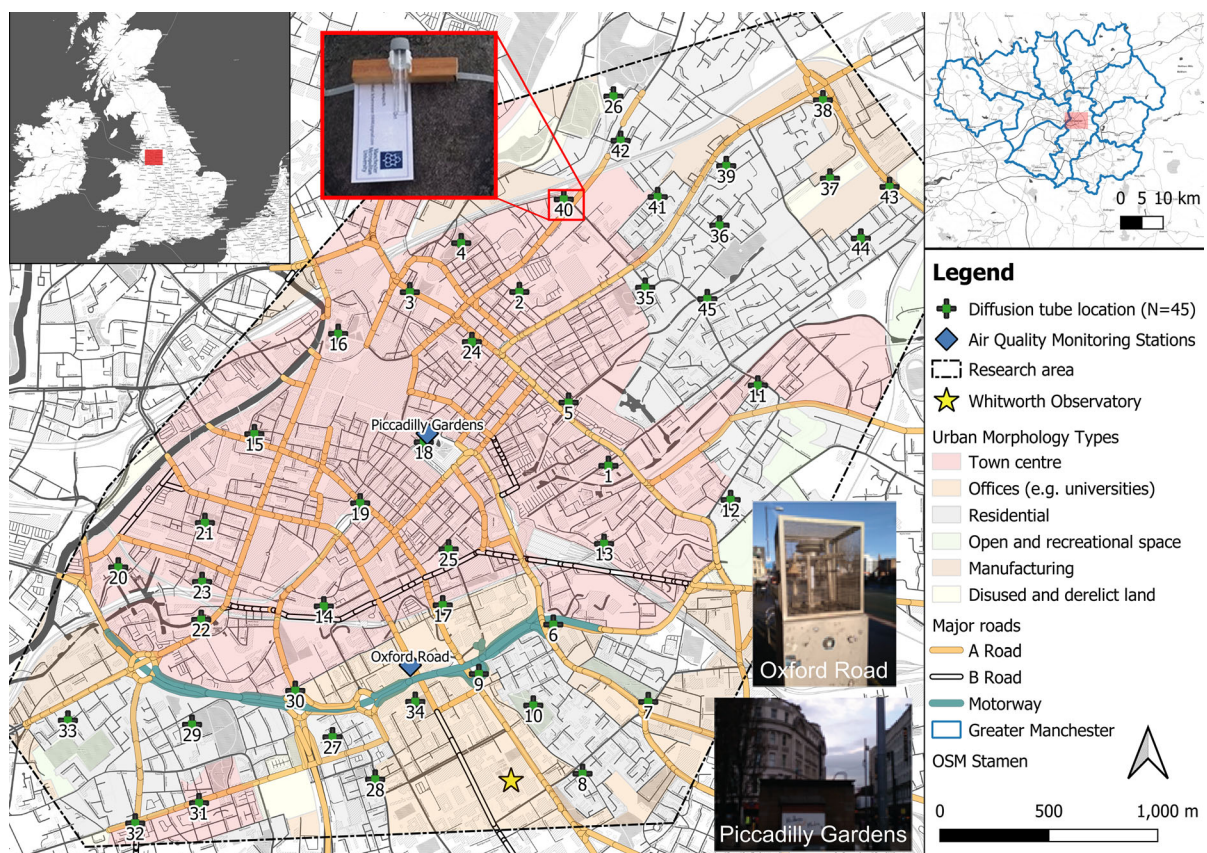 26
38
42
39
37
43
40
41
36
44
4
3
2
35
45
16
24
11
5
15
Piccadilly Gardens
18
1
12
19
21
25
13
20
23
14
17
6
22
Oxford Road
9
30
34
10
7
33
29
27
28
8
31
32
Oxford Road
Piccadilly Gardens
0 5 10 km
Legend
Diffusion tube location (N=45)
Air Quality Monitoring Stations
Research area
Whitworth Observatory
Urban Morphology Types
Town centre
Offices (e.g. universities)
Residential
Open and recreational space
Manufacturing
Disused and derelict land
Major roads
A Road
B Road
Motorway
Greater Manchester
OSM Stamen
0 500 1,000 m